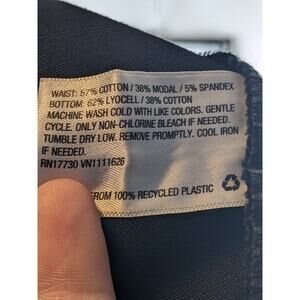 WAIST: 57% COTTON / 38% MODAL / 5% SPANDEX
BOTTOM: 62% LYOCELL / 38% COTTON
MACHINE WASH COLD WITH LIKE COLORS. GENTLE
CYCLE. ONLY NON-CHLORINE BLEACH IF NEEDED.
TUMBLE DRY LOW. REMOVE PROMPTLY. COOL IRON
IF NEEDED.
RN17730 VN1111626
FROM 100% RECYCLED PLASTIC